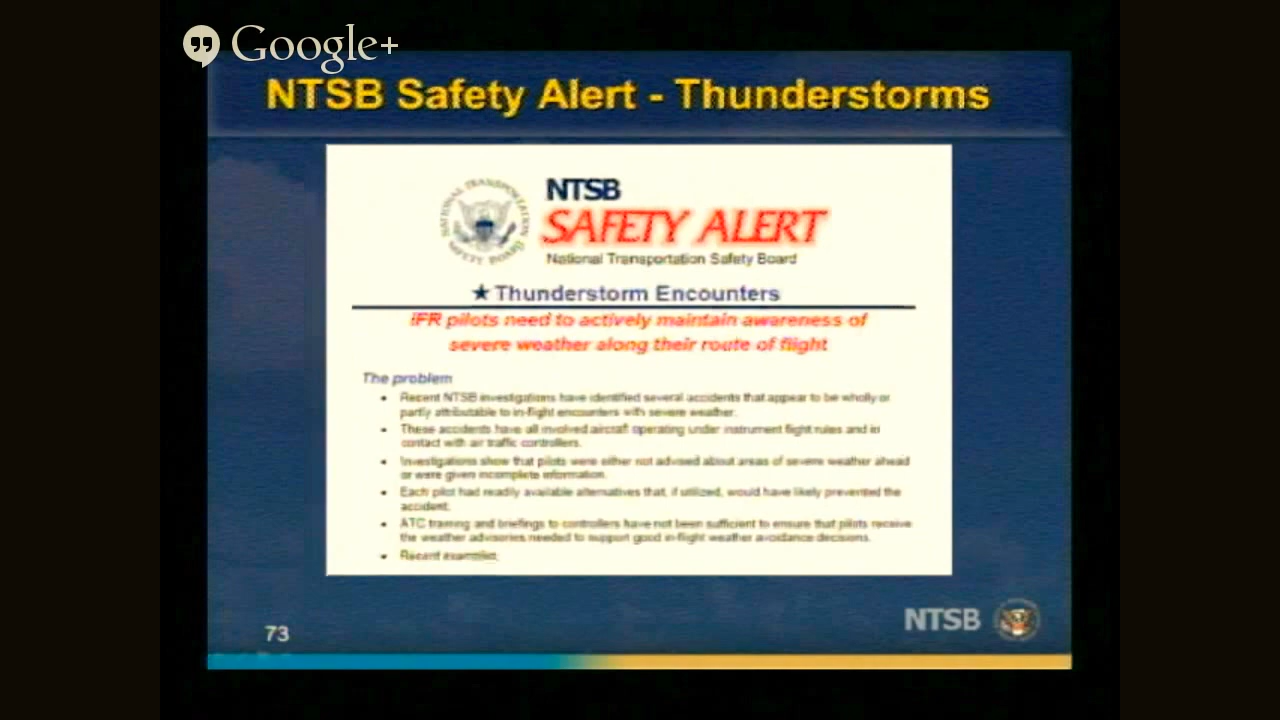 Google+
NTSB Safety Alert - Thunderstorms
NATIONAL TRANSPORTATION SAFETY BOARD
NTSB
SAFETY ALERT
National Transportation Safety Board
★ Thunderstorm Encounters
IFR pilots need to actively maintain awareness of
severe weather along their route of flight
The problem
• Recent NTSB investigations have identified several accidents that appear to be wholly or
partly attributable to in-flight encounters with severe weather.
• These accidents have all involved aircraft operating under instrument flight rules and in
contact with air traffic controllers.
• Investigations show that pilots were either not advised about areas of severe weather ahead
or were given incomplete information.
• Each pilot had readily available alternatives that, if utilized, would have likely prevented the
accident.
• ATC training and briefings to controllers have not been sufficient to ensure that pilots receive
the weather advisories needed to support good in-flight weather avoidance decisions.
• Recent examples:
NTSB
73